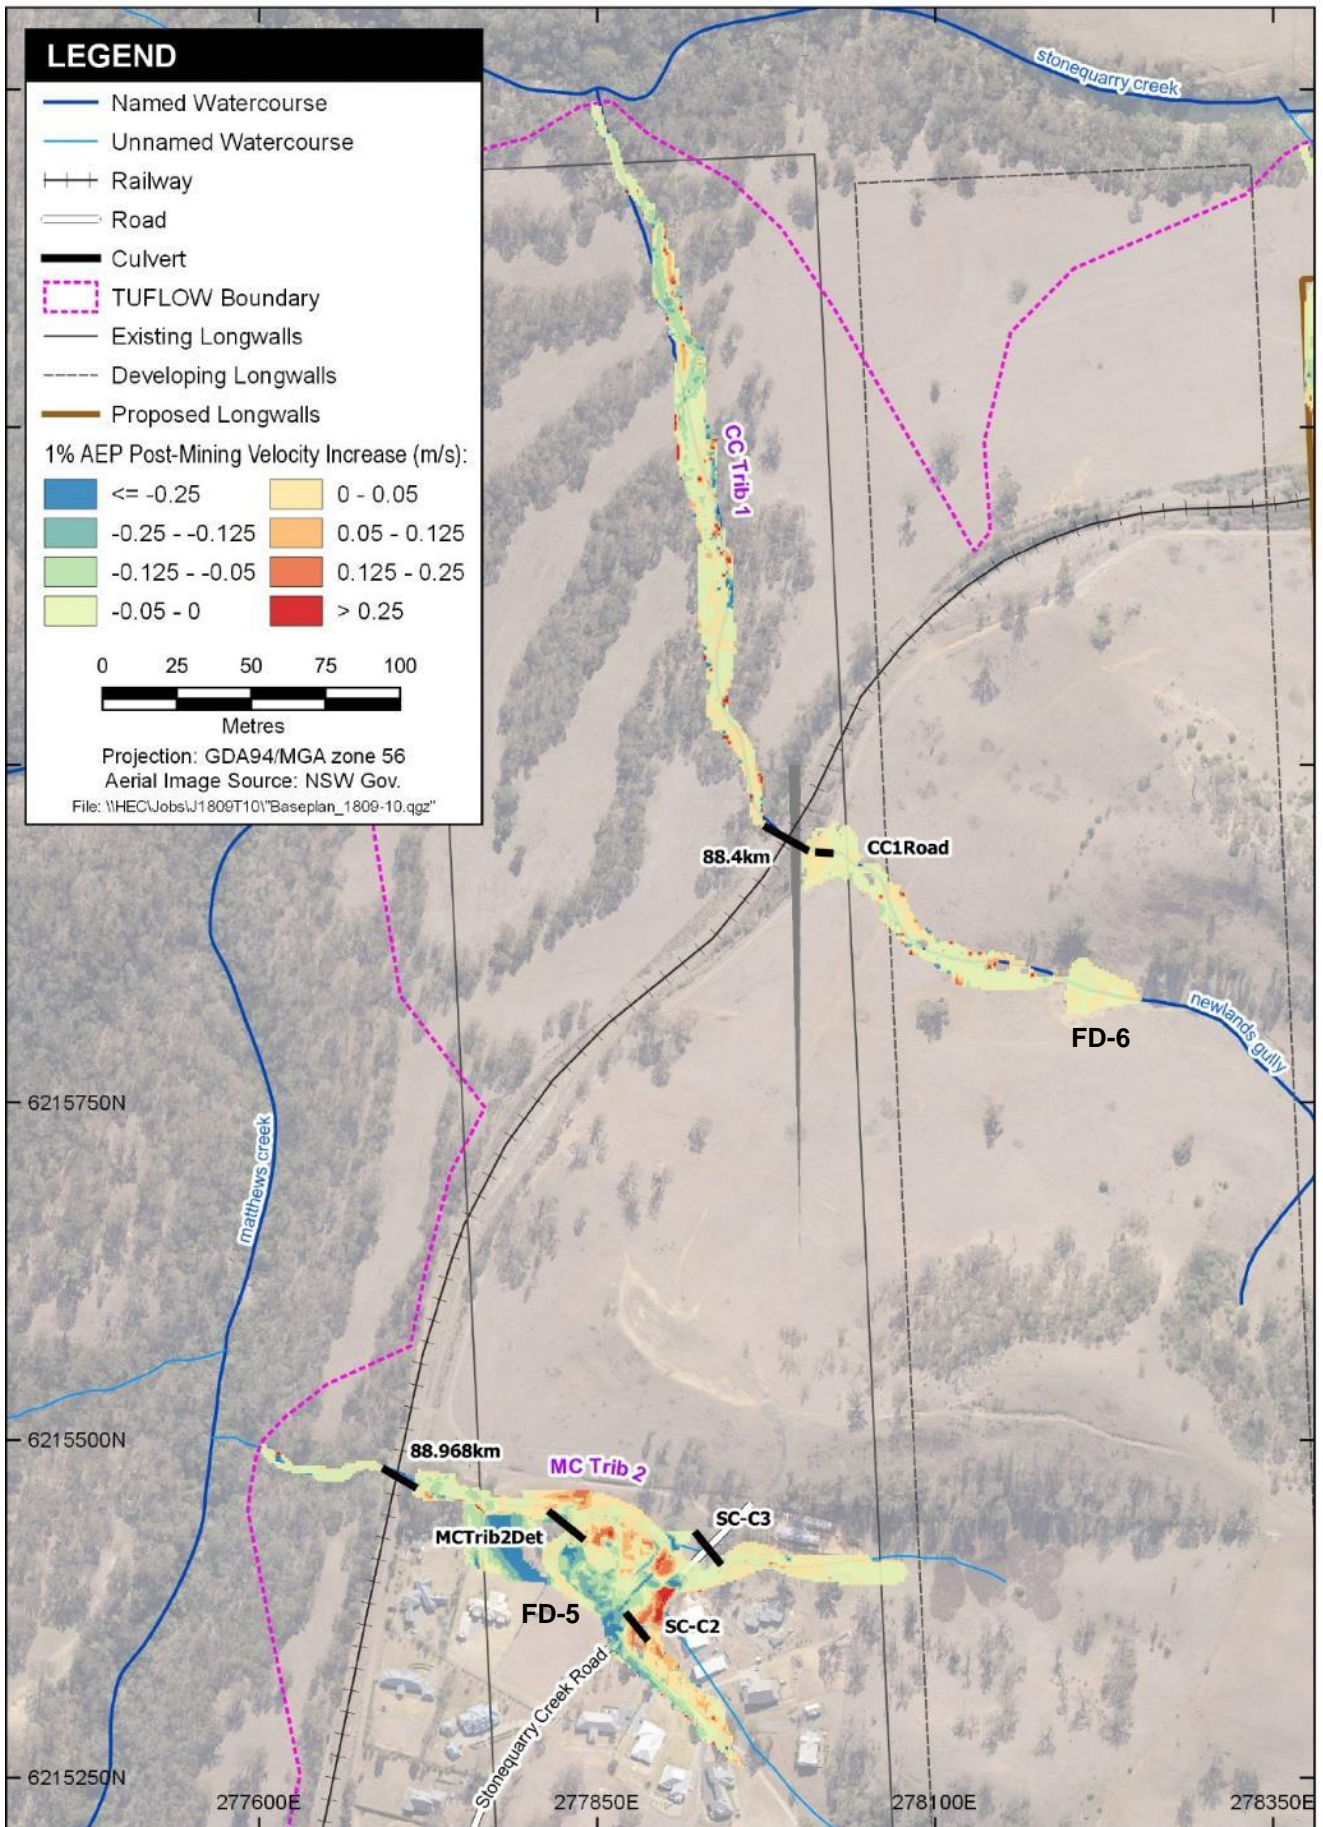 LEGEND
Named Watercourse
Unnamed Watercourse
Railway
Road
Culvert
TUFLOW Boundary
Existing Longwalls
Developing Longwalls
Proposed Longwalls
1% AEP Post-Mining Velocity Increase (m/s):
<= -0.25
0 - 0.05
-0.25 - -0.125
0.05 - 0.125
-0.125 - -0.05
0.125 - 0.25
-0.05 - 0
> 0.25
0 25 50 75 100
Metres
Projection: GDA94/MGA zone 56
Aerial Image Source: NSW Gov.
File: \\HEC\Jobs\J1809T10\"Baseplan_1809-10.qgz"
stonequarry creek
CC Trib 1
88.4km
CC1Road
newlands gully
FD-6
6215750N
matthews creek
6215500N
88.968km
MC Trib 2
SC-C3
MCTrib2Det
FD-5
SC-C2
Stonequarry Creek Road
6215250N
277600E
277850E
278100E
278350E